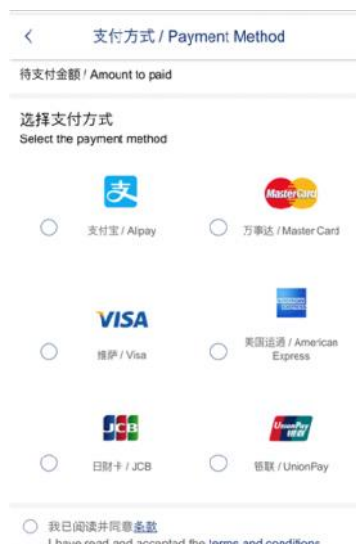 支付方式 / Payment Method
待支付金额 / Amount to paid
选择支付方式
Select the payment method
支
MasterCard
支付宝 / Alipay
万事达 / Master Card
VISA
AMERICAN EXPRESS
维萨 / Visa
美国运通 / American
Express
JCB
UnionPay
银联
日财卡 / JCB
银联 / UnionPay
我已阅读并同意条款
I have read and accepted the terms and conditions